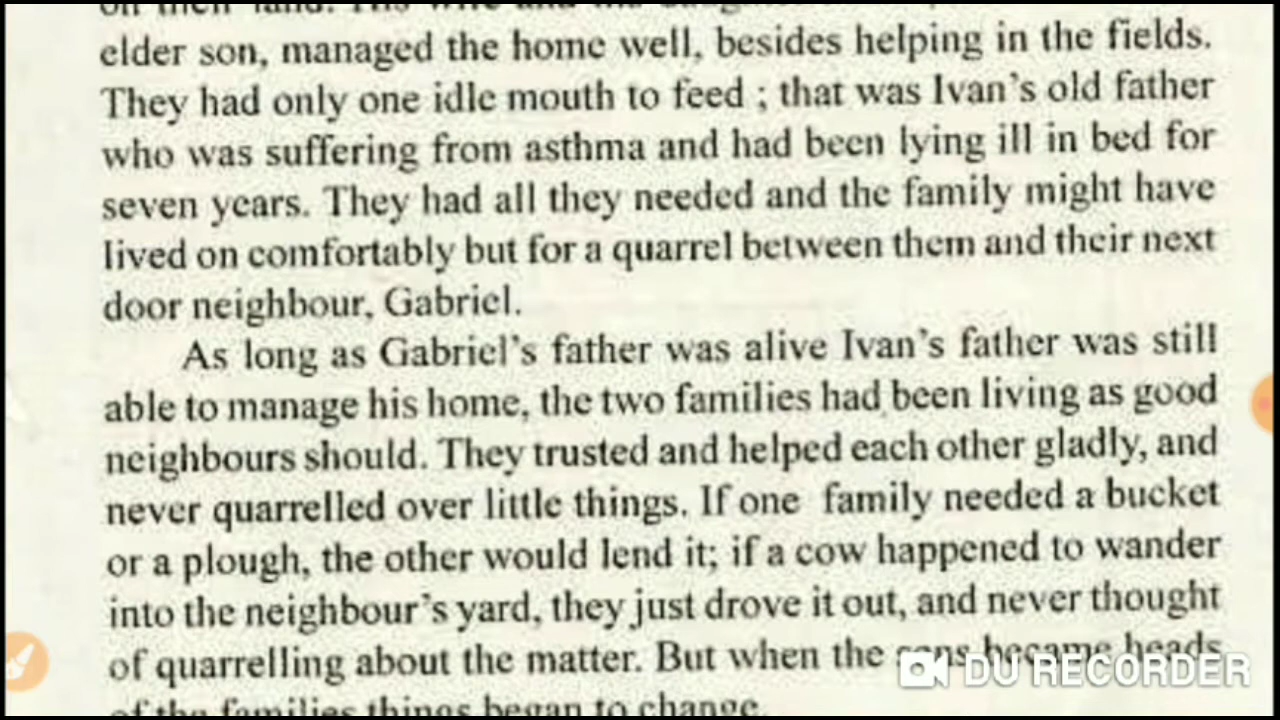 on their land. His wife and his
elder son, managed the home well, besides helping in the fields.
They had only one idle mouth to feed ; that was Ivan's old father
who was suffering from asthma and had been lying ill in bed for
seven years. They had all they needed and the family might have
lived on comfortably but for a quarrel between them and their next
door neighbour, Gabriel.
As long as Gabriel's father was alive Ivan's father was still
able to manage his home, the two families had been living as good
neighbours should. They trusted and helped each other gladly, and
never quarrelled over little things. If one family needed a bucket
or a plough, the other would lend it; if a cow happened to wander
into the neighbour's yard, they just drove it out, and never thought
of quarrelling about the matter. But when the sons became heads
of the families things began to change.
DU RECORDER